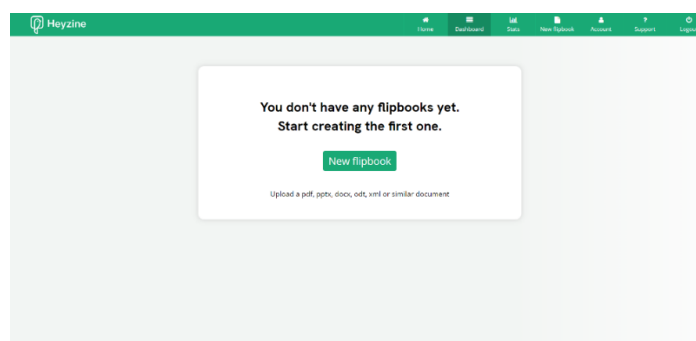 Heyzine
Home
Dashboard
Stats
New flipbook
Account
?
Support
Logout
You don't have any flipbooks yet.
Start creating the first one.
New flipbook
Upload a pdf, pptx, docx, odt, xml or similar document